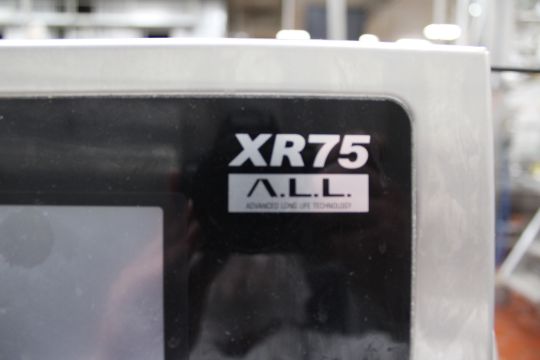 XR75
Λ.L.L.
ADVANCED LONG LIFE TECHNOLOGY